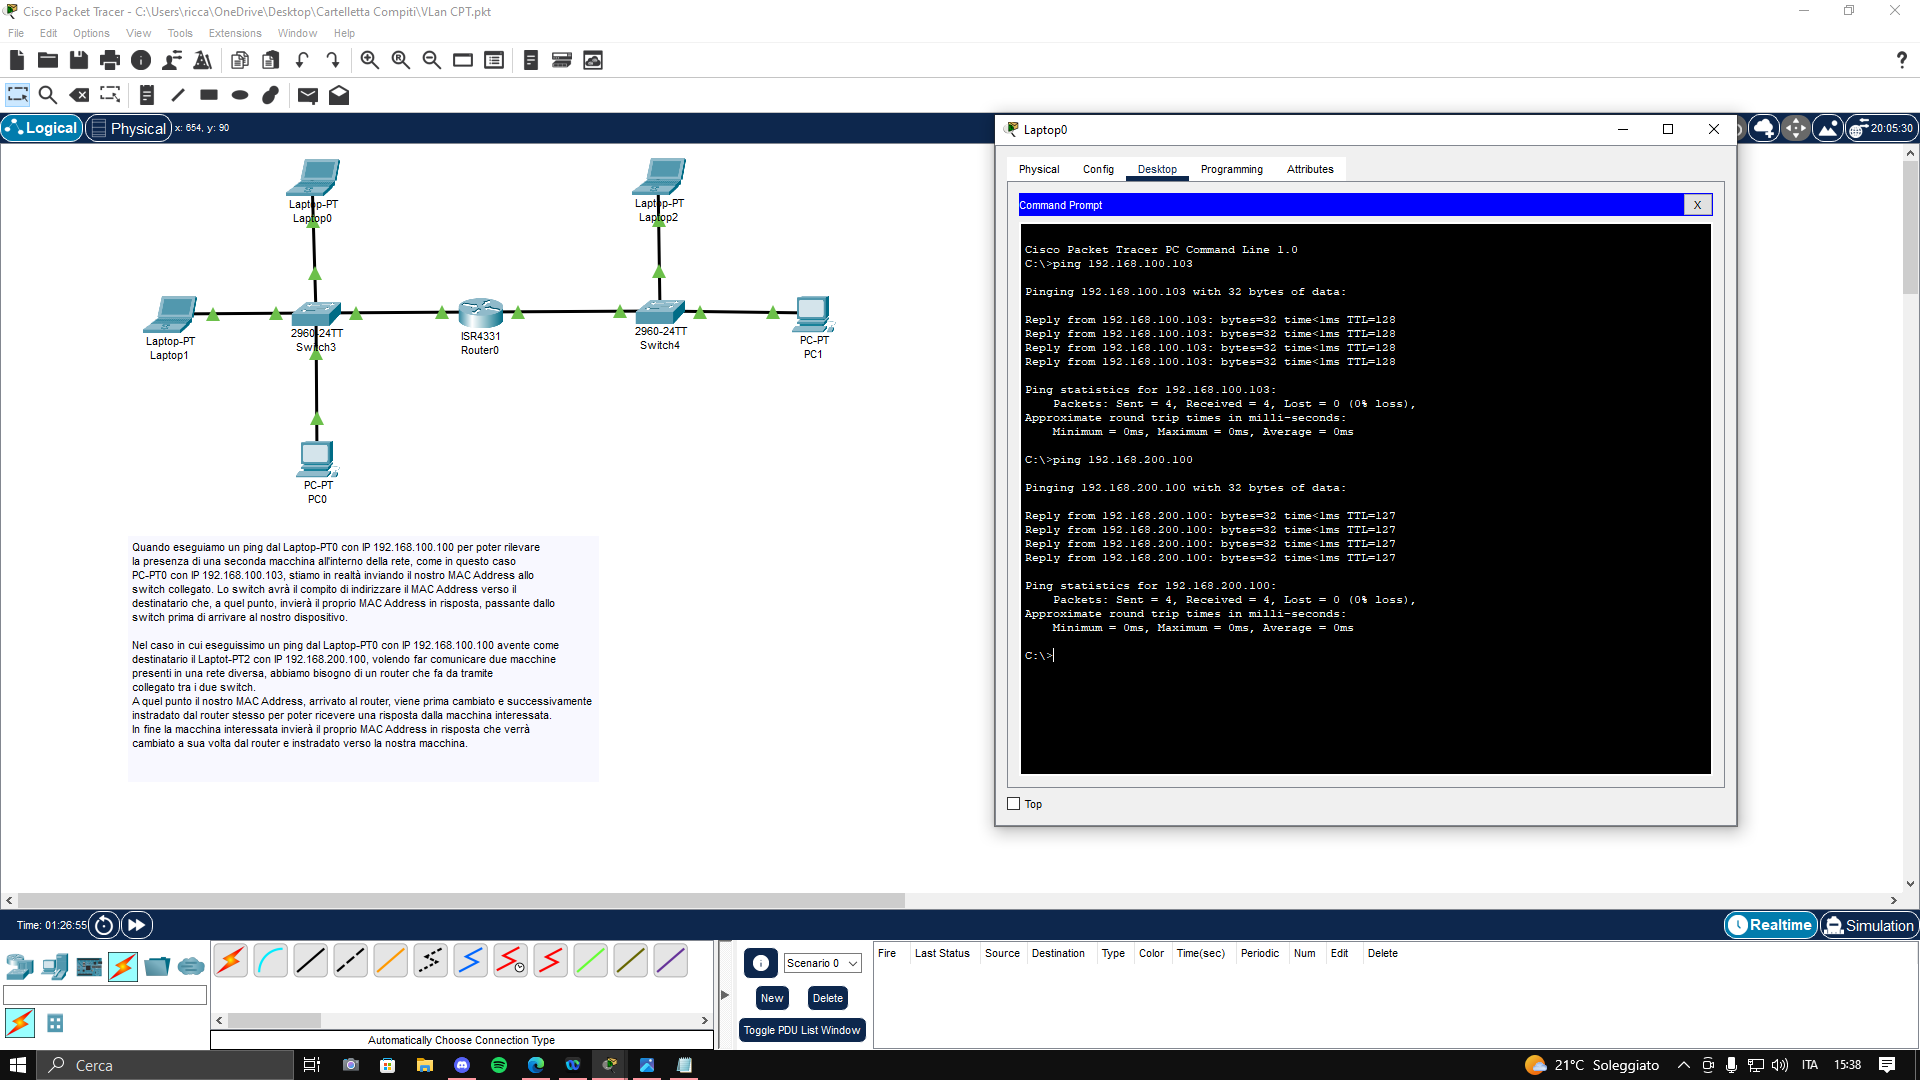 Cisco Packet Tracer - C:\Users\ricca\OneDrive\Desktop\Cartelletta Compiti\VLan CPT.pkt
File Edit Options View Tools Extensions Window Help
Logical Physical x: 654, y: 90
20:05:30
Laptop-PT
Laptop0
Laptop-PT
Laptop2
Laptop-PT
Laptop1
2960-24TT
Switch3
ISR4331
Router0
2960-24TT
Switch4
PC-PT
PC1
PC-PT
PC0
Quando eseguiamo un ping dal Laptop-PT0 con IP 192.168.100.100 per poter rilevare
la presenza di una seconda macchina all'interno della rete, come in questo caso
PC-PT0 con IP 192.168.100.103, stiamo in realtà inviando il nostro MAC Address allo
switch collegato. Lo switch avrà il compito di indirizzare il MAC Address verso il
destinatario che, a quel punto, invierà il proprio MAC Address in risposta, passante dallo
switch prima di arrivare al nostro dispositivo.
Nel caso in cui eseguissimo un ping dal Laptop-PT0 con IP 192.168.100.100 avente come
destinatario il Laptot-PT2 con IP 192.168.200.100, volendo far comunicare due macchine
presenti in una rete diversa, abbiamo bisogno di un router che fa da tramite
collegato tra i due switch.
A quel punto il nostro MAC Address, arrivato al router, viene prima cambiato e successivamente
instradato dal router stesso per poter ricevere una risposta dalla macchina interessata.
In fine la macchina interessata invierà il proprio MAC Address in risposta che verrà
cambiato a sua volta dal router e instradato verso la nostra macchina.
Laptop0
Physical Config Desktop Programming Attributes
Command Prompt
X
Cisco Packet Tracer PC Command Line 1.0
C:\>ping 192.168.100.103
Pinging 192.168.100.103 with 32 bytes of data:
Reply from 192.168.100.103: bytes=32 time<1ms TTL=128
Reply from 192.168.100.103: bytes=32 time<1ms TTL=128
Reply from 192.168.100.103: bytes=32 time<1ms TTL=128
Reply from 192.168.100.103: bytes=32 time<1ms TTL=128
Ping statistics for 192.168.100.103:
Packets: Sent = 4, Received = 4, Lost = 0 (0% loss),
Approximate round trip times in milli-seconds:
Minimum = 0ms, Maximum = 0ms, Average = 0ms
C:\>ping 192.168.200.100
Pinging 192.168.200.100 with 32 bytes of data:
Reply from 192.168.200.100: bytes=32 time<1ms TTL=127
Reply from 192.168.200.100: bytes=32 time<1ms TTL=127
Reply from 192.168.200.100: bytes=32 time<1ms TTL=127
Reply from 192.168.200.100: bytes=32 time<1ms TTL=127
Ping statistics for 192.168.200.100:
Packets: Sent = 4, Received = 4, Lost = 0 (0% loss),
Approximate round trip times in milli-seconds:
Minimum = 0ms, Maximum = 0ms, Average = 0ms
C:\>
Top
Time: 01:26:55
Realtime Simulation
Scenario 0
New Delete
Toggle PDU List Window
Fire Last Status Source Destination Type Color Time(sec) Periodic Num Edit Delete
Automatically Choose Connection Type
Cerca
21°C Soleggiato
ITA
15:38